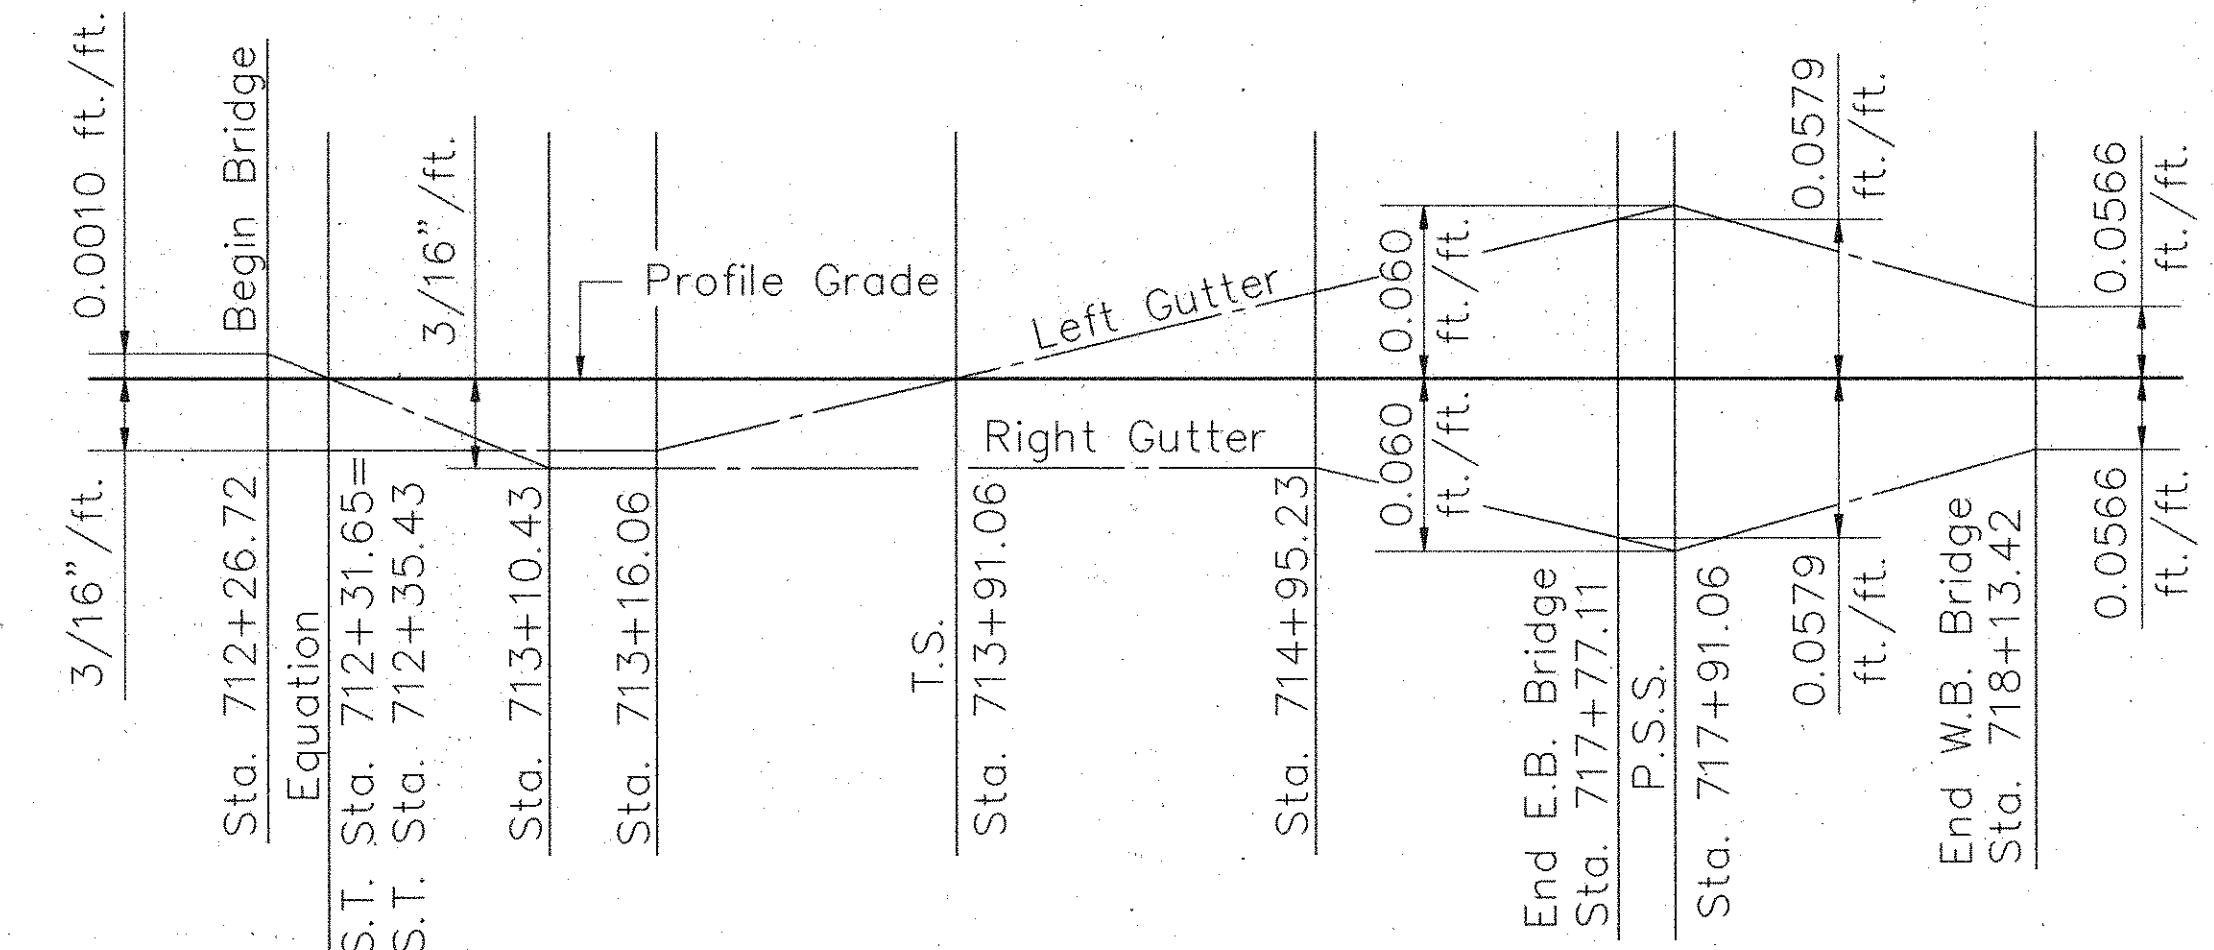 0.0010 ft./ft.
3/16"/ft.
Begin Bridge
Sta. 712+26.72
Equation
S.T. Sta. 712+31.65=
S.T. Sta. 712+35.43
3/16"/ft.
Sta. 713+10.43
Sta. 713+16.06
Profile Grade
T.S.
Sta. 713+91.06
Left Gutter
Right Gutter
Sta. 714+95.23
0.060
ft./ft.
0.060
ft./ft.
End E.B. Bridge
Sta. 717+77.11
P.S.S.
Sta. 717+91.06
0.0579
ft./ft.
0.0579
ft./ft.
End W.B. Bridge
Sta. 718+13.42
0.0566
ft./ft.
0.0566
ft./ft.